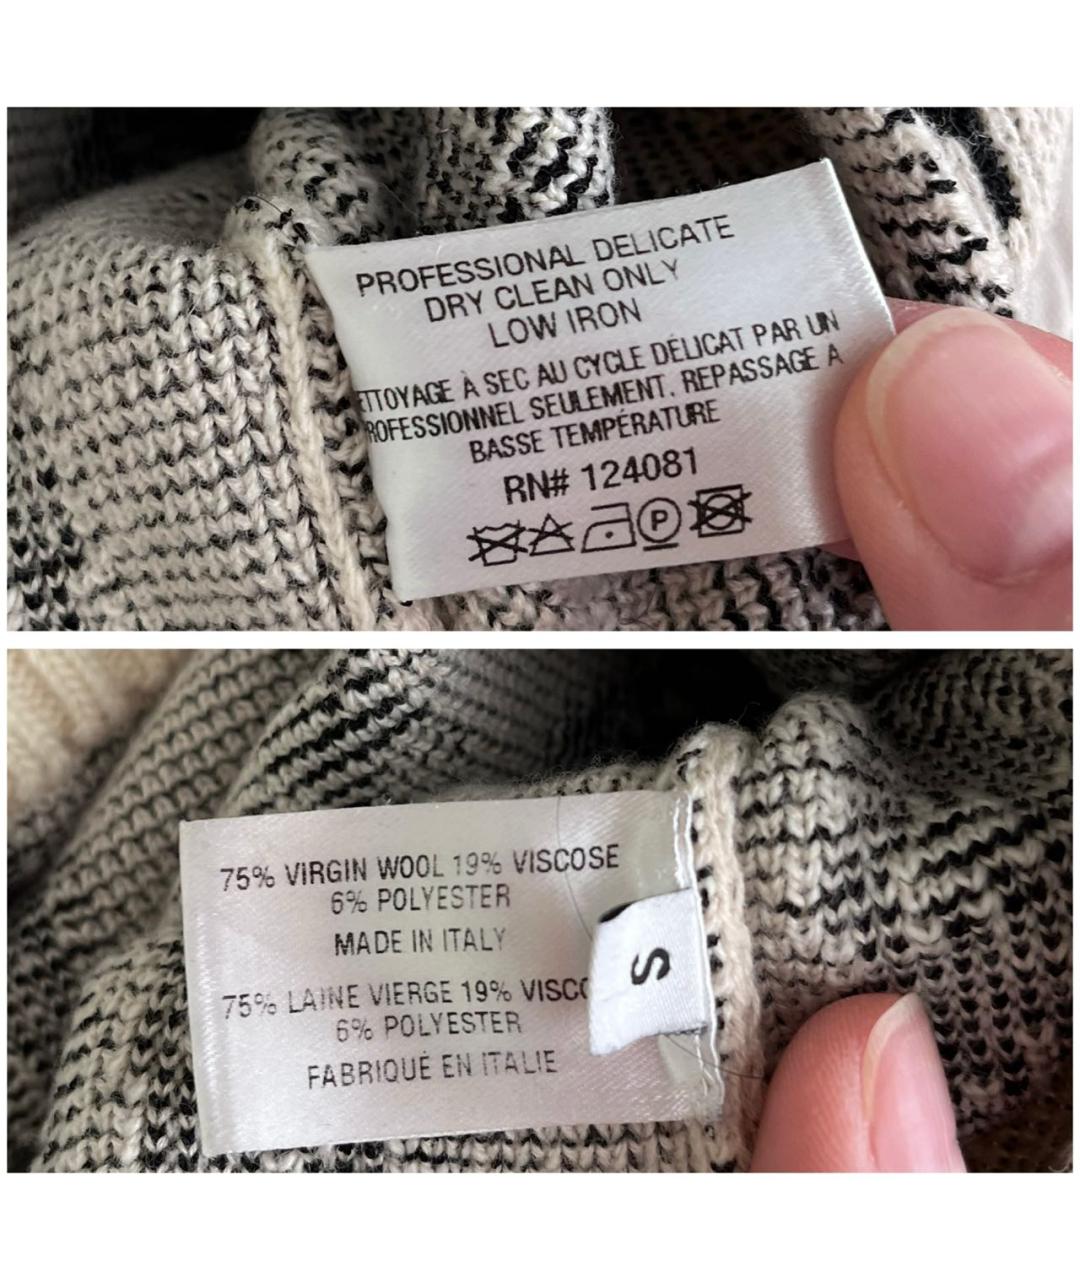 PROFESSIONAL DELICATE
DRY CLEAN ONLY
LOW IRON
ETTOYAGE À SEC AU CYCLE DÉLICAT PAR UN
ROFESSIONNEL SEULEMENT. REPASSAGE A
BASSE TEMPÉRATURE
RN# 124081
P
75% VIRGIN WOOL 19% VISCOSE
6% POLYESTER
MADE IN ITALY
S
75% LAINE VIERGE 19% VISCO
6% POLYESTER
FABRIQUÉ EN ITALIE